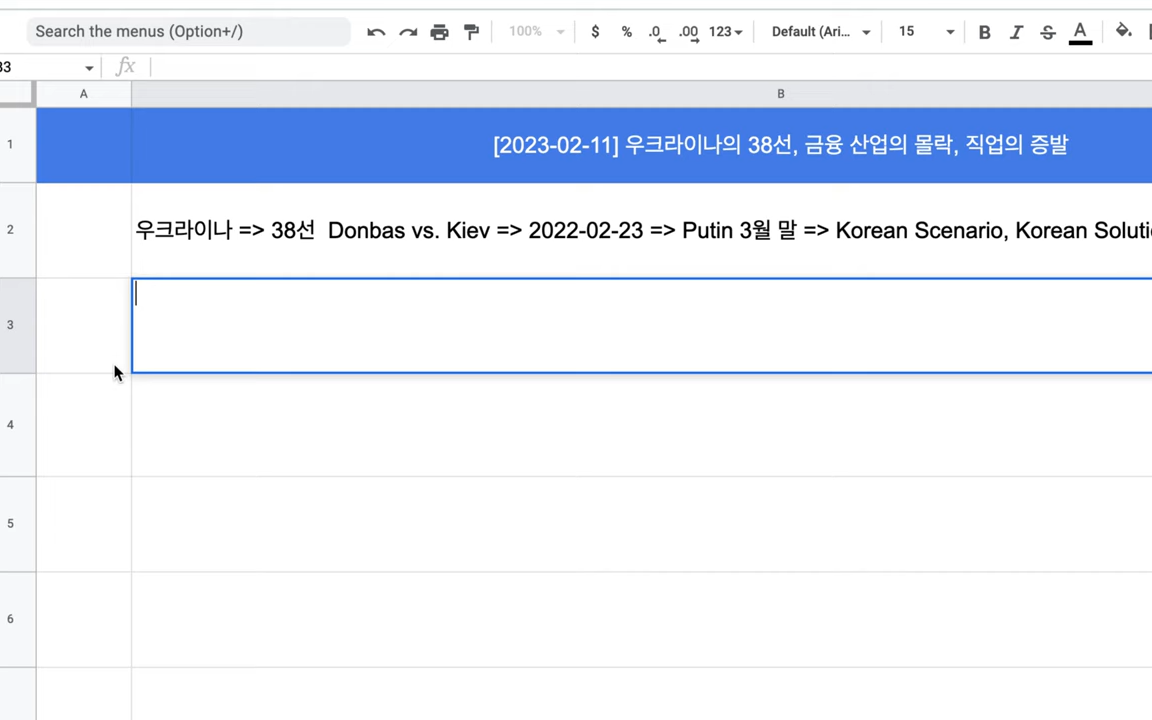 Search the menus (Option+/)
100%
$
%
.0
.00
123
Default (Ari...
15
B
I
S
A
fx
A
B
1
[2023-02-11] 우크라이나의 38선, 금융 산업의 몰락, 직업의 증발
2
우크라이나 => 38선 Donbas vs. Kiev => 2022-02-23 => Putin 3월 말 => Korean Scenario, Korean
3
4
5
6